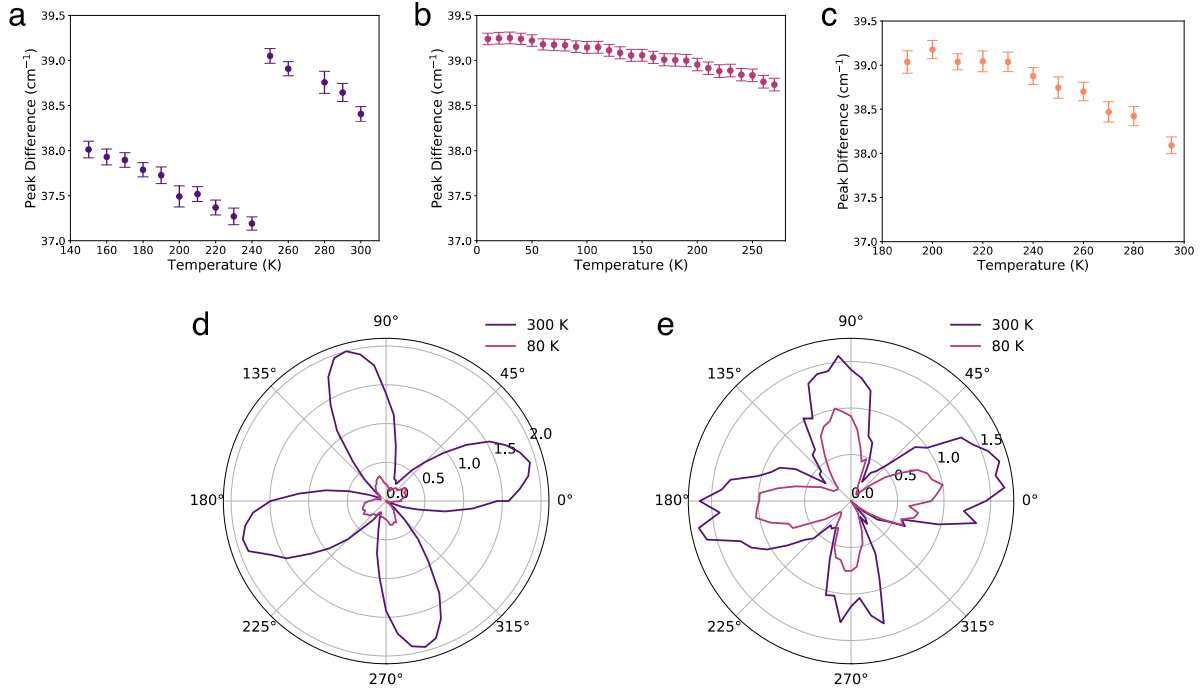 a
39.5
39.0
38.5
38.0
37.5
37.0
Peak Difference (cm⁻¹)
140 160 180 200 220 240 260 280 300
Temperature (K)
b
39.5
39.0
38.5
38.0
37.5
37.0
Peak Difference (cm⁻¹)
0 50 100 150 200 250
Temperature (K)
c
39.5
39.0
38.5
38.0
37.5
37.0
Peak Difference (cm⁻¹)
180 200 220 240 260 280 300
Temperature (K)
d
300 K
80 K
90°
135°
45°
180°
0°
225°
315°
270°
0.0
0.5
1.0
1.5
2.0
e
300 K
80 K
90°
135°
45°
180°
0°
225°
315°
270°
0.0
0.5
1.0
1.5